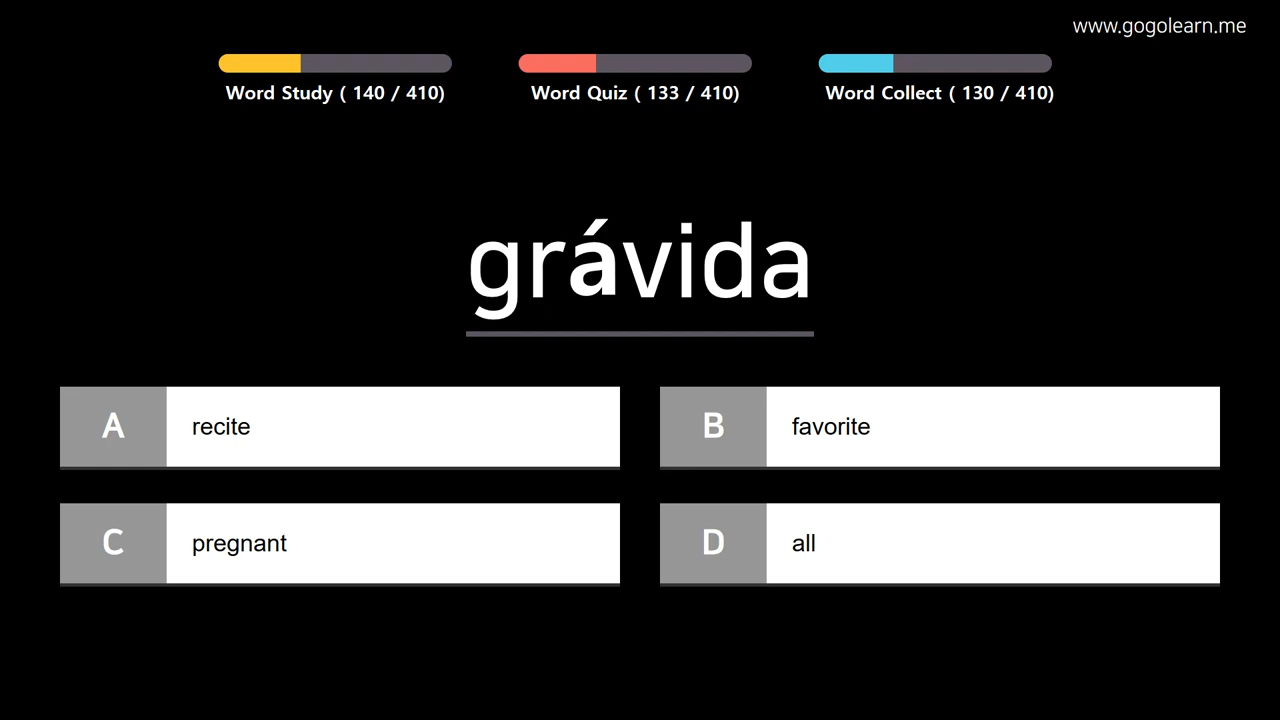 www.gogolearn.me
Word Study ( 140 / 410)
Word Quiz ( 133 / 410)
Word Collect ( 130 / 410)
grávida
A recite
B favorite
C pregnant
D all